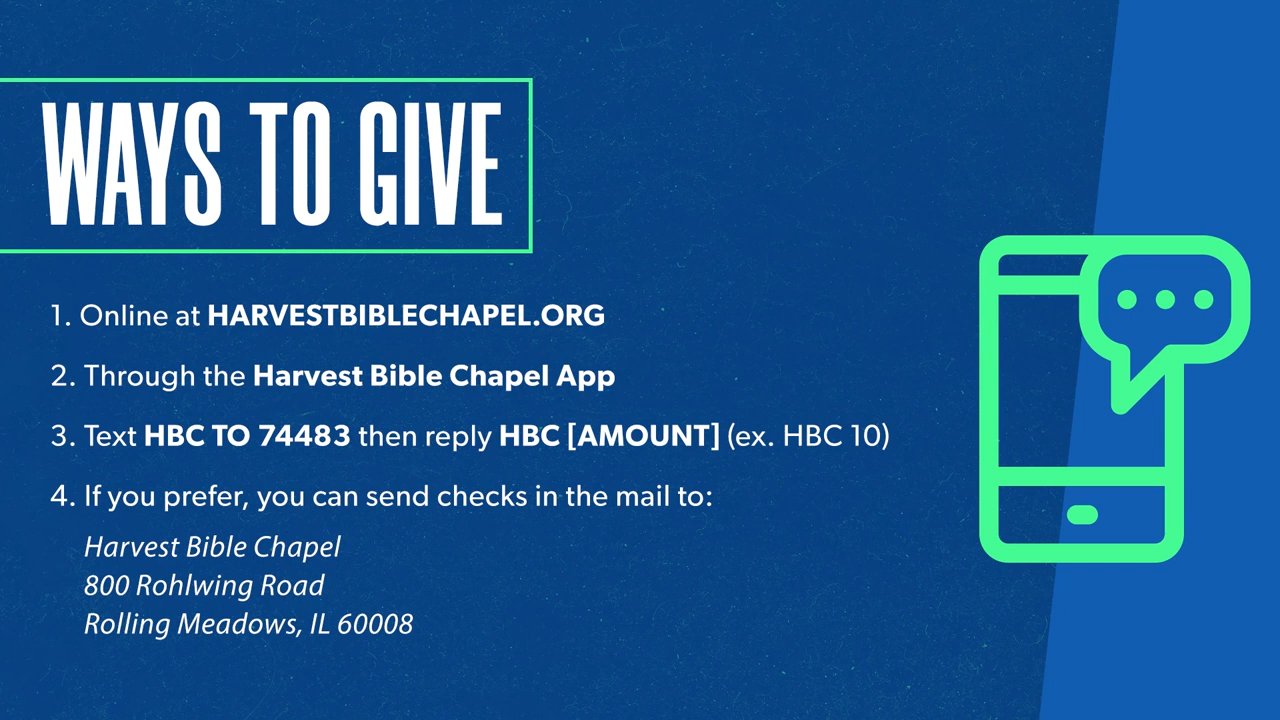 WAYS TO GIVE
1. Online at HARVESTBIBLECHAPEL.ORG
2. Through the Harvest Bible Chapel App
3. Text HBC TO 74483 then reply HBC [AMOUNT] (ex. HBC 10)
4. If you prefer, you can send checks in the mail to:
Harvest Bible Chapel
800 Rohlwing Road
Rolling Meadows, IL 60008